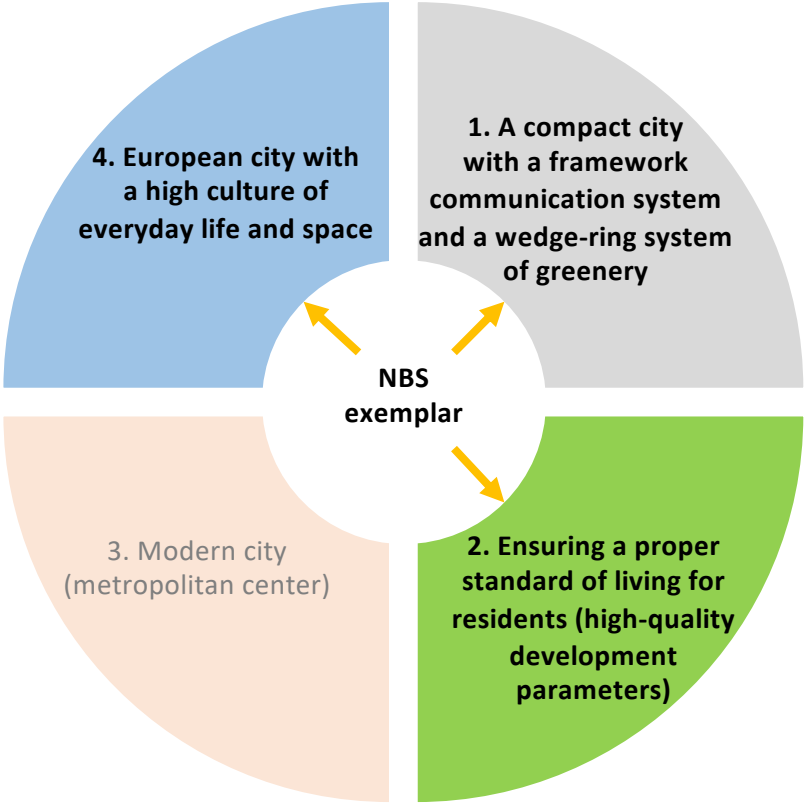 1. A compact city
with a framework
communication system
and a wedge-ring system
of greenery
2. Ensuring a proper
standard of living for
residents (high-quality
development
parameters)
3. Modern city
(metropolitan center)
4. European city with
a high culture of
everyday life and space
NBS
exemplar